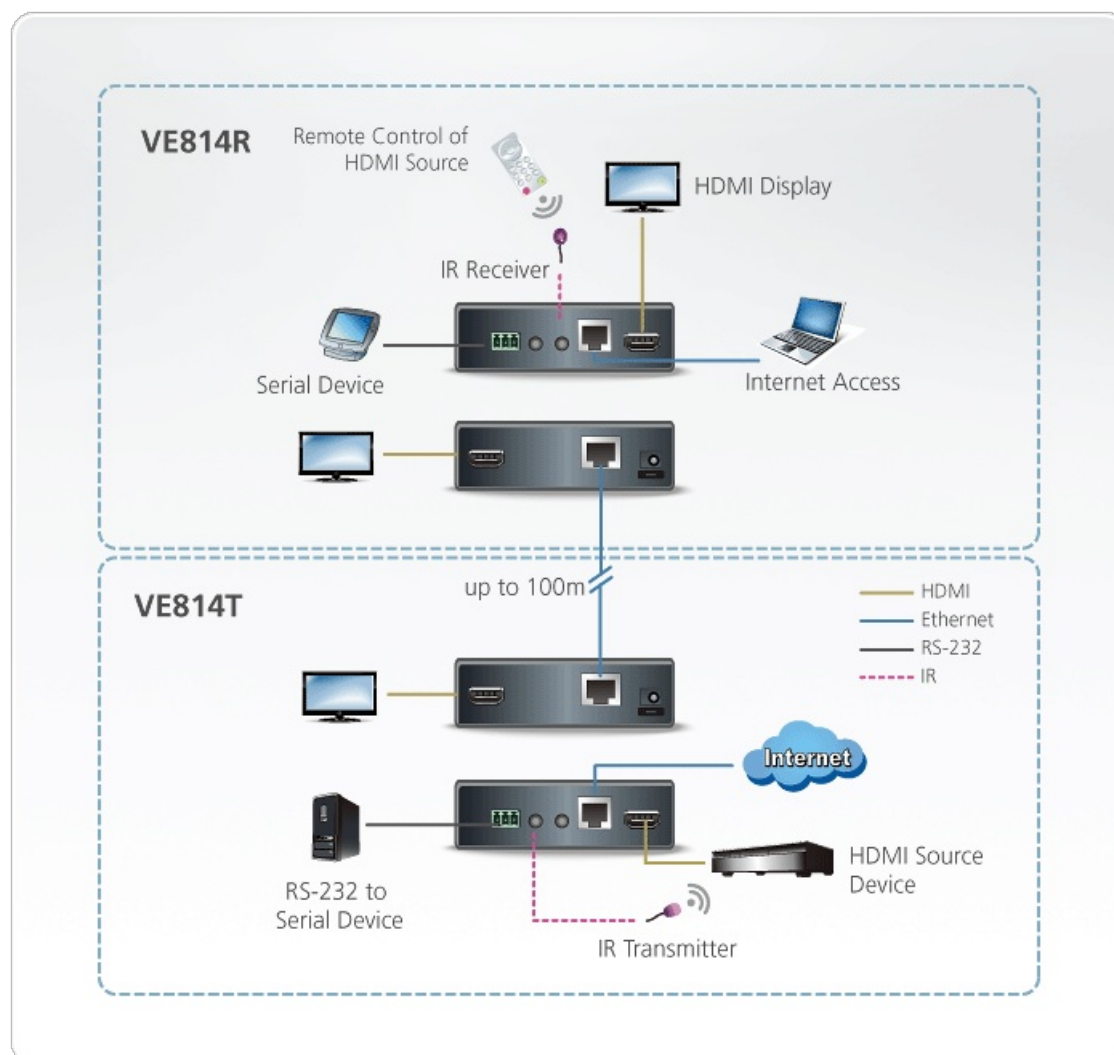 VE814R
Remote Control of
HDMI Source
HDMI Display
IR Receiver
Serial Device
Internet Access
up to 100m
VE814T
HDMI
Ethernet
RS-232
IR
Internet
RS-232 to
Serial Device
HDMI Source
Device
IR Transmitter